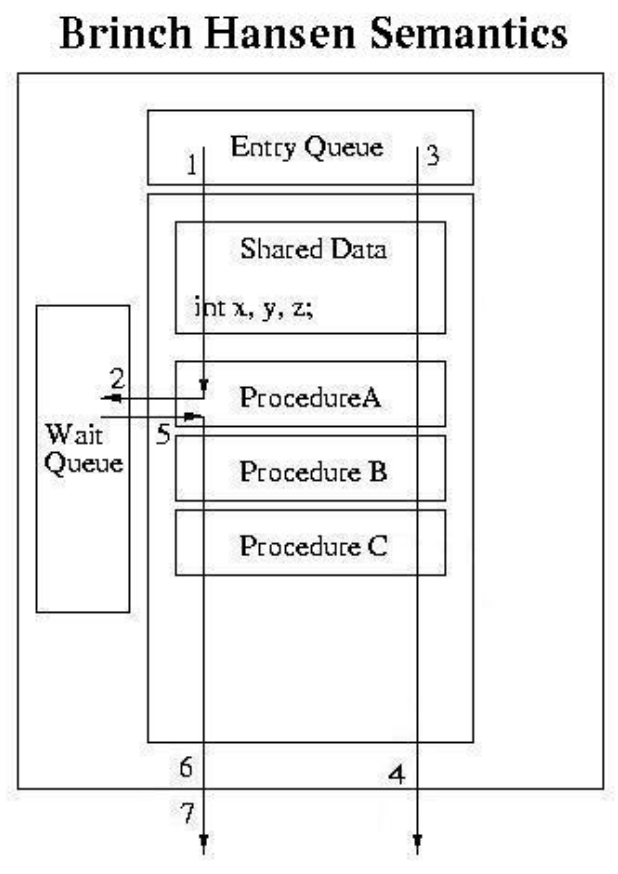 Brinch Hansen Semantics
Entry Queue
1
3
Shared Data
int x, y, z;
2
ProcedureA
5
Wait
Queue
Procedure B
Procedure C
6
4
7